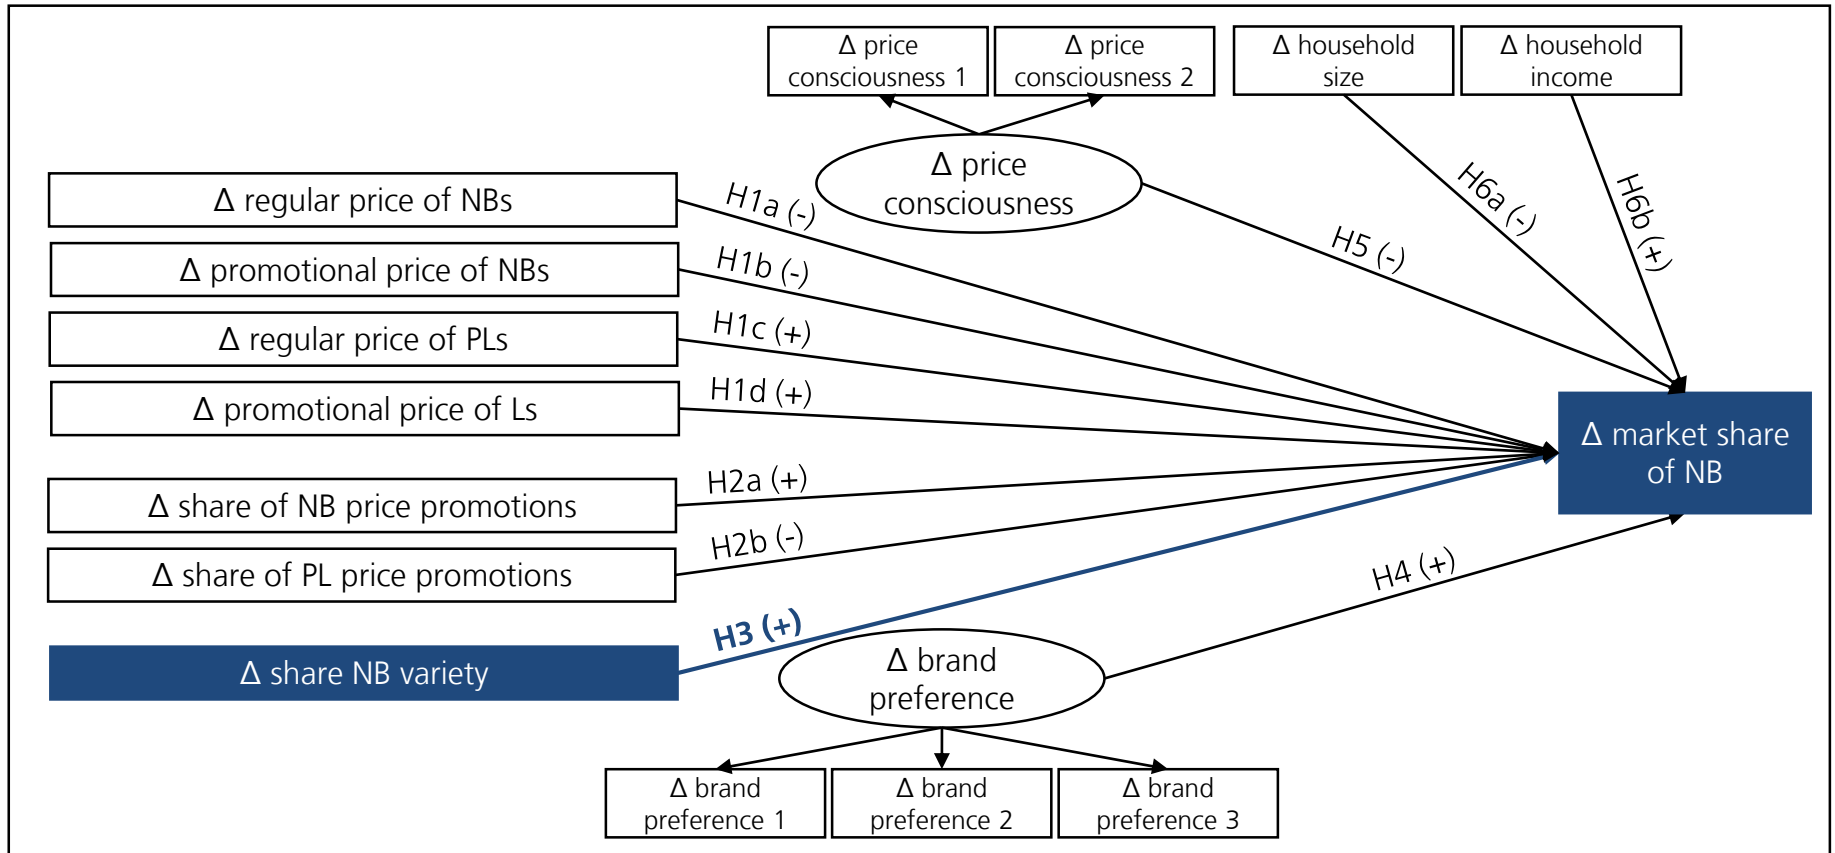 Δ price
consciousness 1
Δ price
consciousness 2
Δ household
size
Δ household
income
Δ price
consciousness
Δ regular price of NBs
H1a (-)
Δ promotional price of NBs
H1b (-)
Δ regular price of PLs
H1c (+)
Δ promotional price of Ls
H1d (+)
H5 (-)
H6a (-)
H6b (+)
Δ market share
of NB
Δ share of NB price promotions
H2a (+)
Δ share of PL price promotions
H2b (-)
H4 (+)
Δ share NB variety
H3 (+)
Δ brand
preference
Δ brand
preference 1
Δ brand
preference 2
Δ brand
preference 3